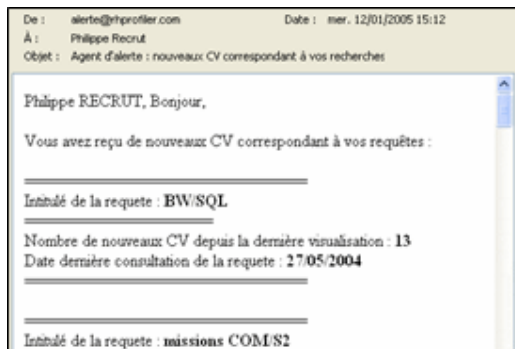 De : alerte@rhprofiler.com Date : mer. 12/01/2005 15:12
À : Philippe Recrut
Objet : Agent d'alerte : nouveaux CV correspondant à vos recherches
Philippe RECRUT, Bonjour,
Vous avez reçu de nouveaux CV correspondant à vos requêtes :
Intitulé de la requete : BW/SQL
Nombre de nouveaux CV depuis la dernière visualisation : 13
Date dernière consultation de la requete : 27/05/2004
Intitulé de la requete : missions COM/S2